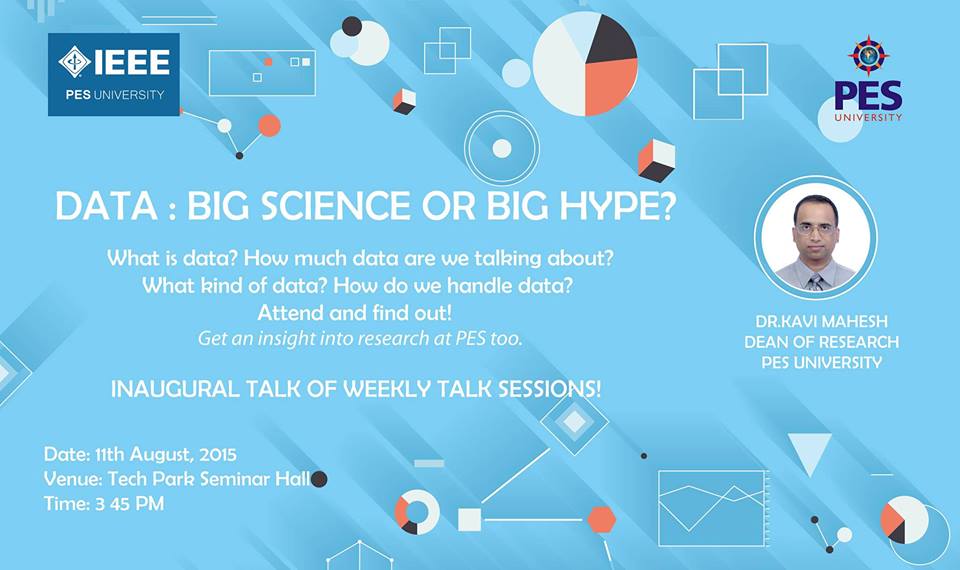 IEEE
PES UNIVERSITY
PES
UNIVERSITY
DATA : BIG SCIENCE OR BIG HYPE?
What is data? How much data are we talking about?
What kind of data? How do we handle data?
Attend and find out!
Get an insight into research at PES too.
INAUGURAL TALK OF WEEKLY TALK SESSIONS!
DR.KAVI MAHESH
DEAN OF RESEARCH
PES UNIVERSITY
Date: 11th August, 2015
Venue: Tech Park Seminar Hall
Time: 3 45 PM